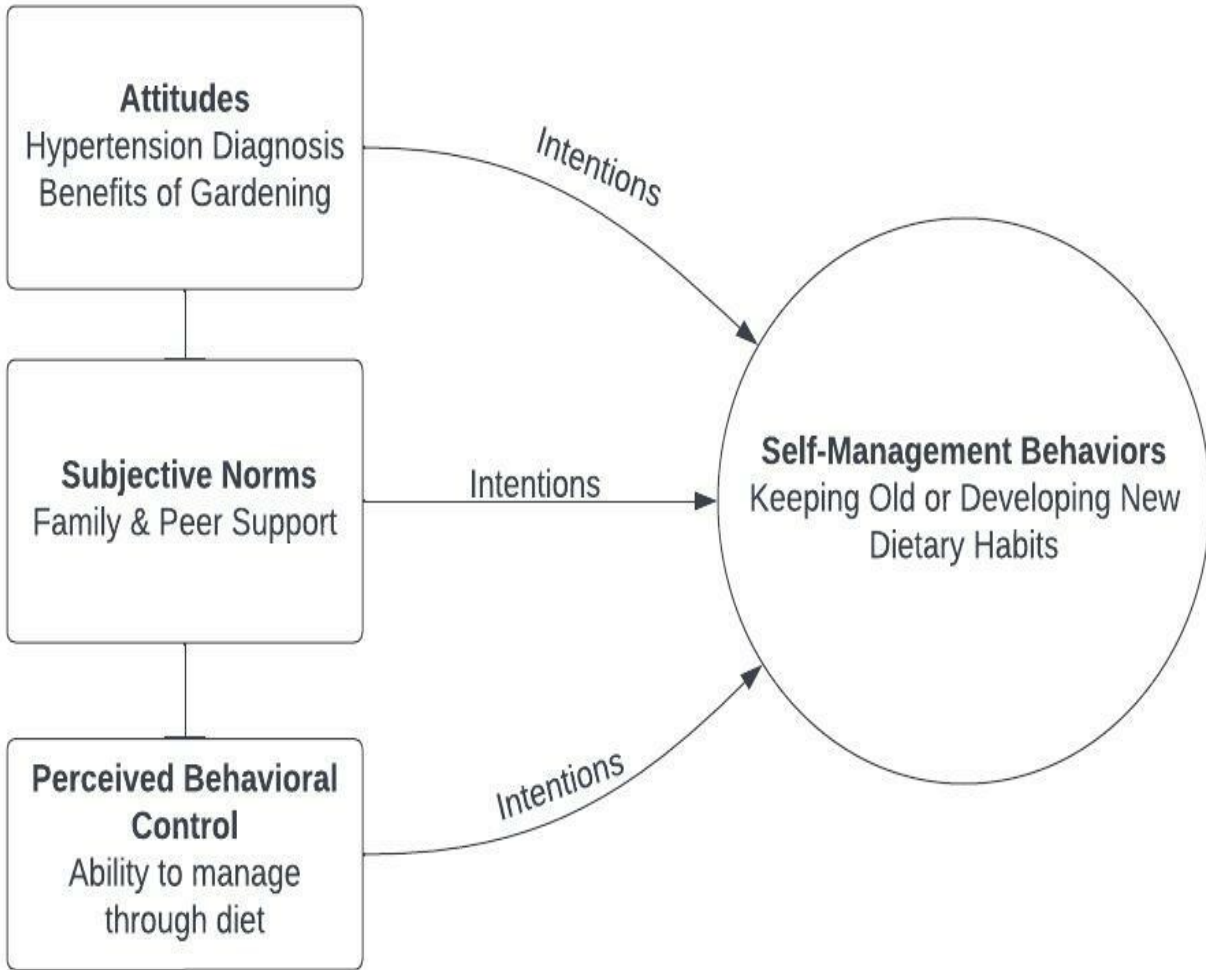 Attitudes
Hypertension Diagnosis
Benefits of Gardening
Intentions
Subjective Norms
Family & Peer Support
Intentions
Self-Management Behaviors
Keeping Old or Developing New
Dietary Habits
Perceived Behavioral
Control
Ability to manage
through diet
Intentions